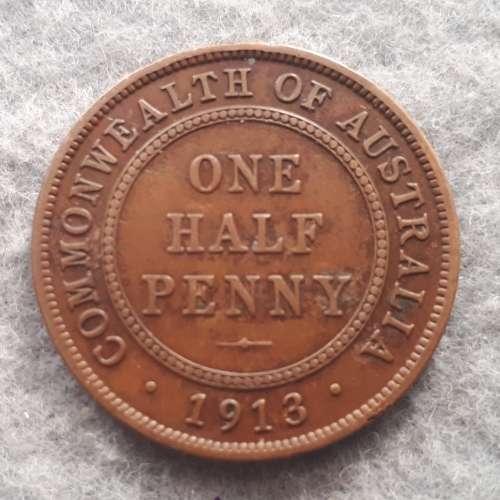 COMMONWEALTH OF AUSTRALIA
ONE
HALF
PENNY
1913